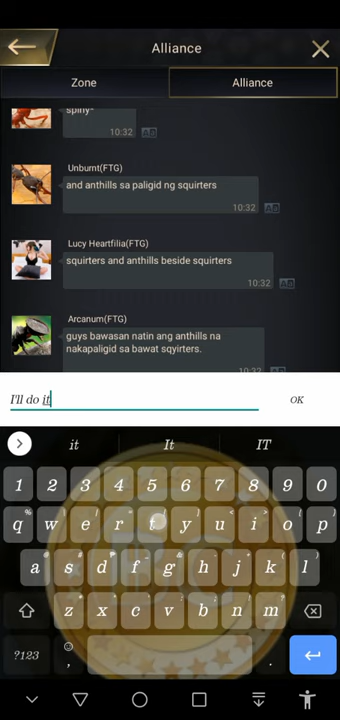 Alliance
Zone
Alliance
spiny*
10:32
Unburnt(FTG)
and anthills sa paligid ng squirters
10:32
Lucy Heartfilia(FTG)
squirters and anthills beside squirters
10:32
Arcanum(FTG)
guys bawasan natin ang anthills na
nakapaligid sa bawat sqyirters.
10:32
I'll do it
OK
it It IT
1 2 3 4 5 6 7 8 9 0
q w e r t y u i o p
a s d f g h j k l
z x c v b n m
?123 , .